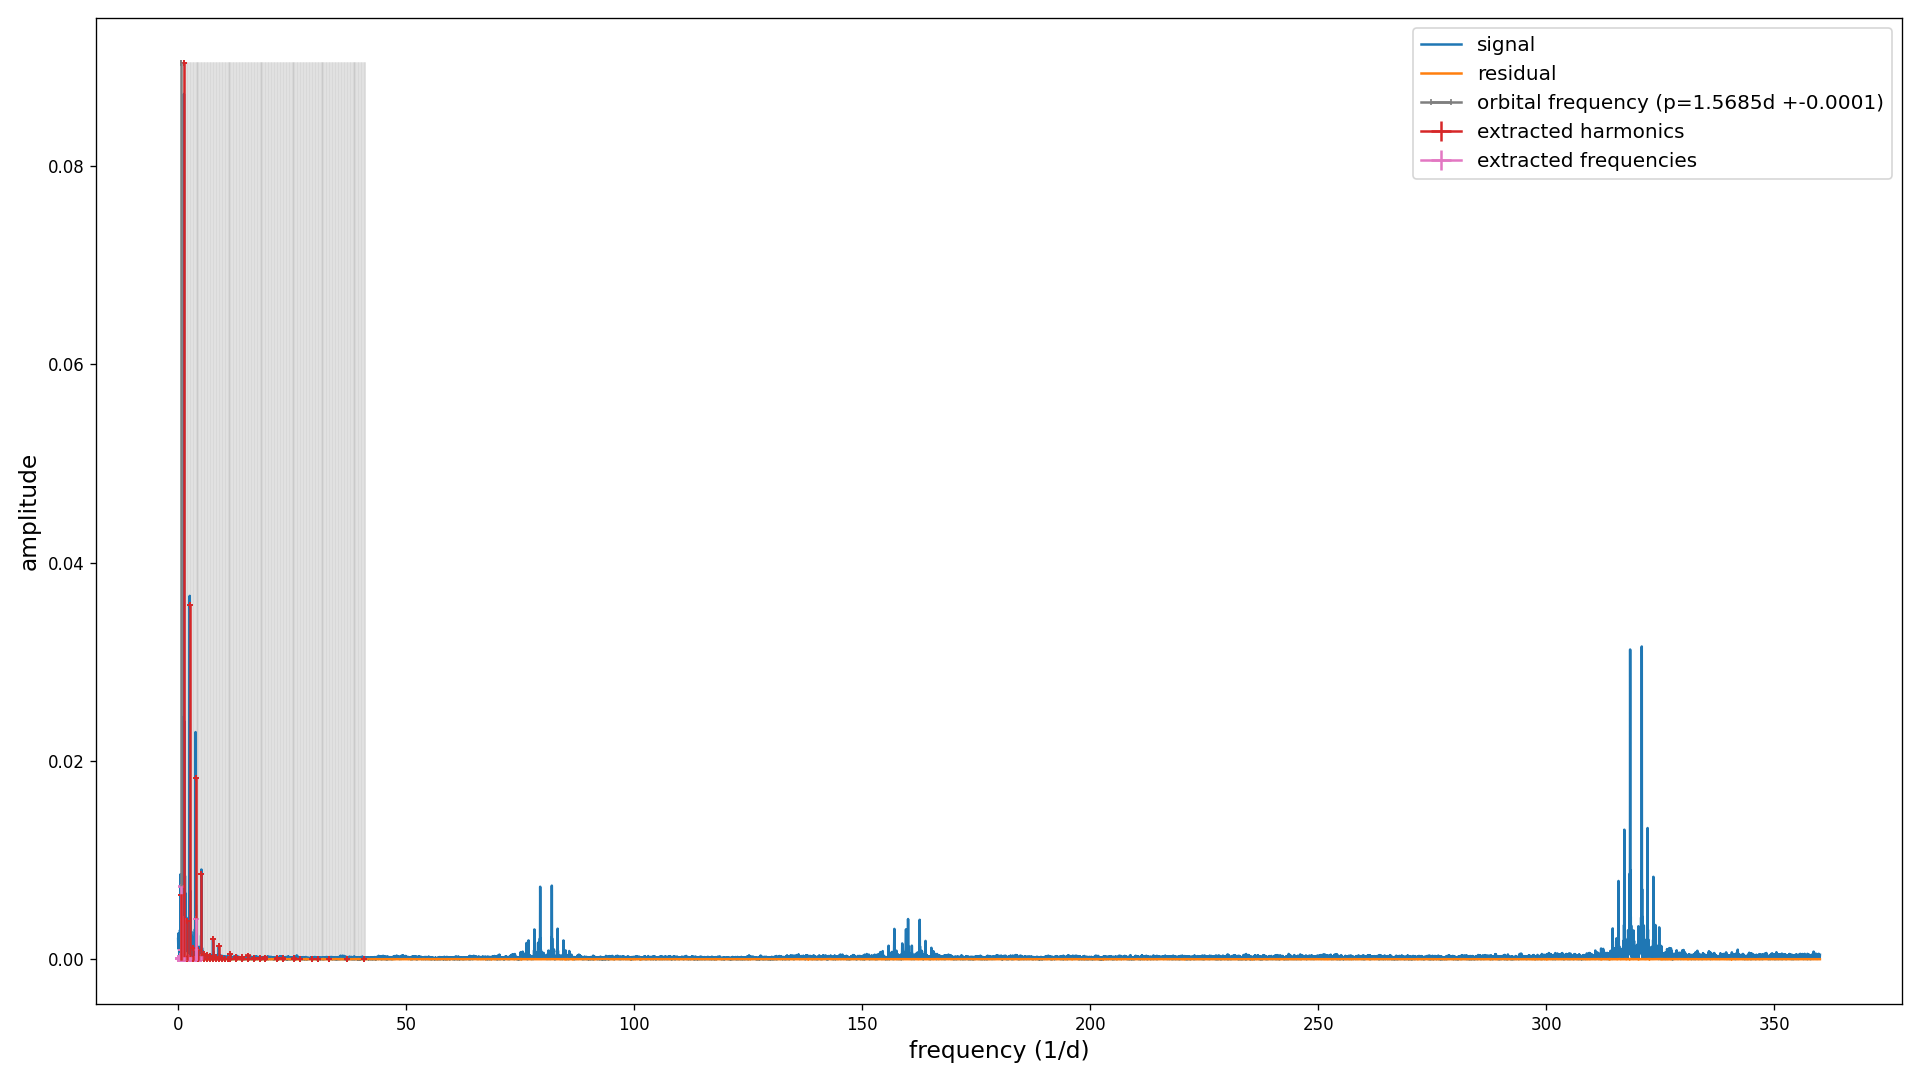 signal
residual
orbital frequency (p=1.5685d +-0.0001)
extracted harmonics
extracted frequencies
0.08
0.06
0.04
0.02
0.00
amplitude
0 50 100 150 200 250 300 350
frequency (1/d)